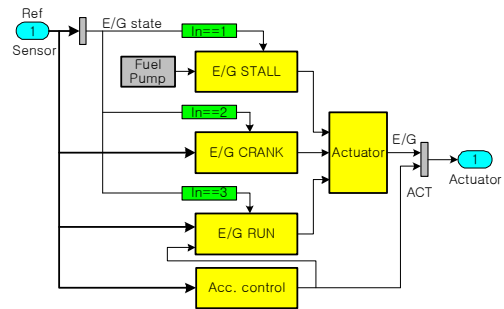 Ref
1
Sensor
E/G state
In==1
Fuel
Pump
E/G STALL
In==2
E/G CRANK
Actuator
E/G
1
Actuator
ACT
In==3
E/G RUN
Acc. control